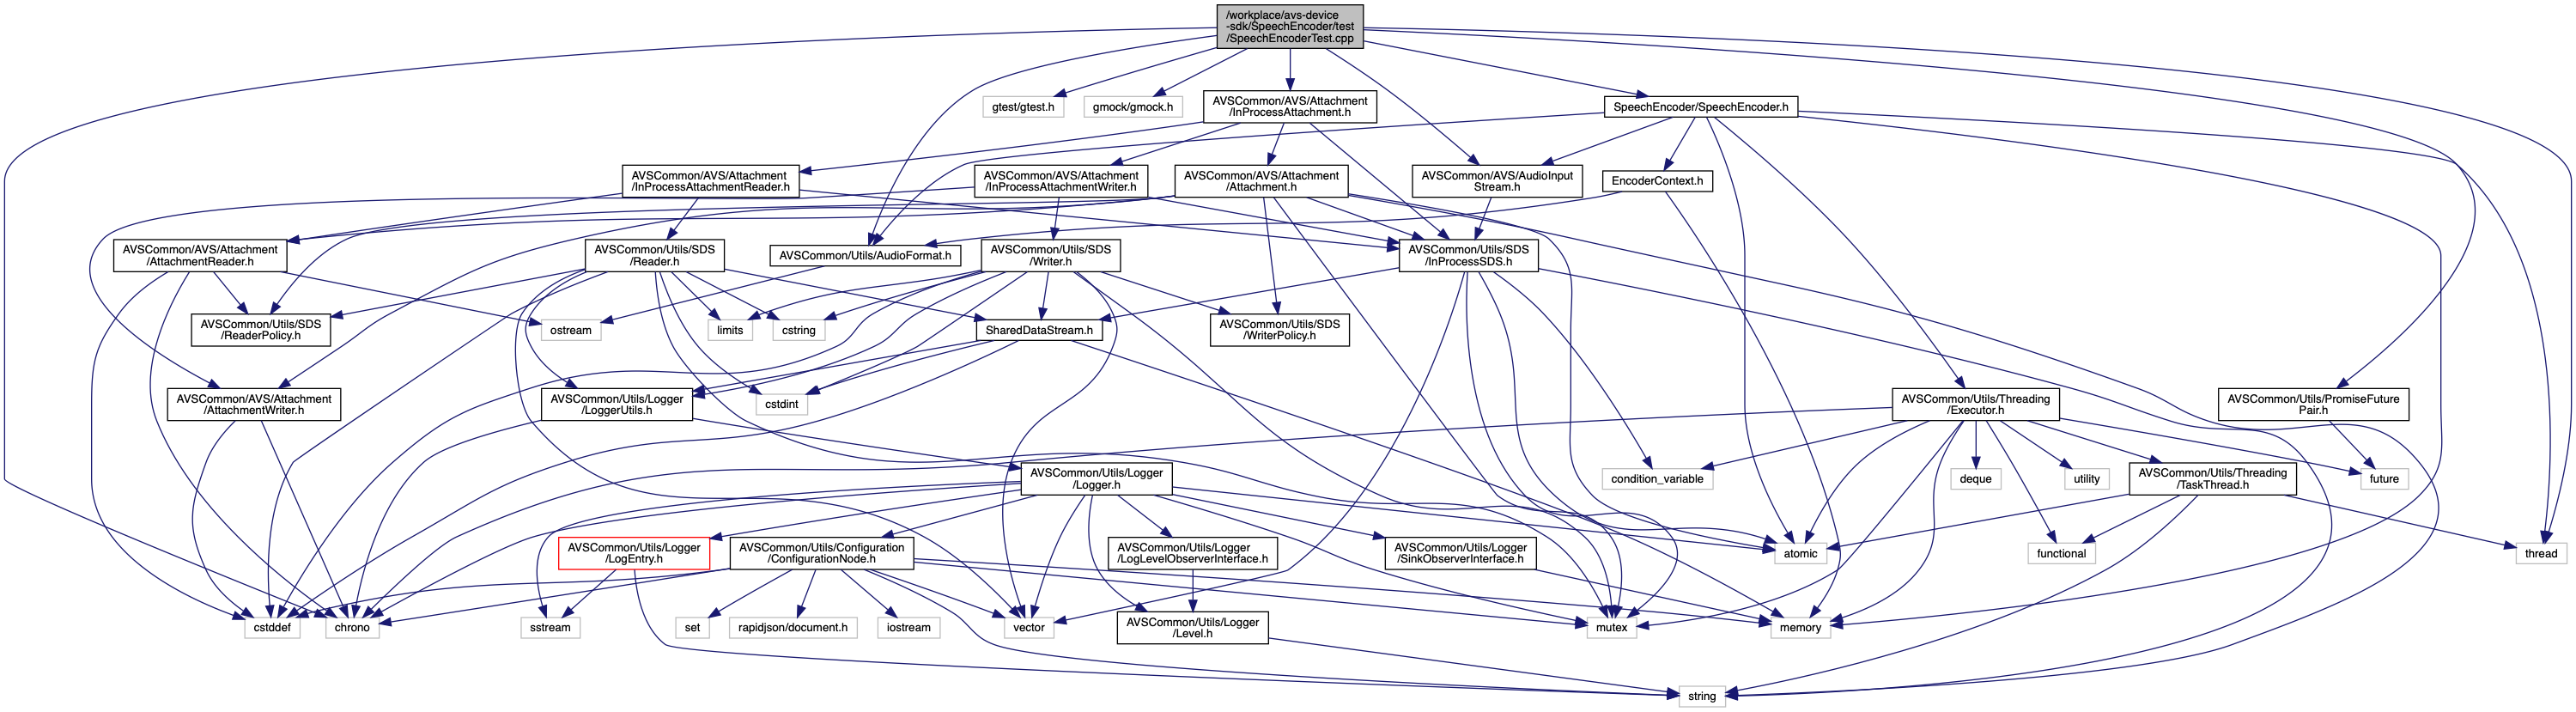 /workplace/avs-device
-sdk/SpeechEncoder/test
/SpeechEncoderTest.cpp
gtest/gtest.h
gmock/gmock.h
AVSCommon/AVS/Attachment
/InProcessAttachment.h
SpeechEncoder/SpeechEncoder.h
AVSCommon/AVS/Attachment
/InProcessAttachmentReader.h
AVSCommon/AVS/Attachment
/InProcessAttachmentWriter.h
AVSCommon/AVS/Attachment
/Attachment.h
AVSCommon/AVS/AudioInput
Stream.h
EncoderContext.h
AVSCommon/AVS/Attachment
/AttachmentReader.h
AVSCommon/Utils/SDS
/Reader.h
AVSCommon/Utils/AudioFormat.h
AVSCommon/Utils/SDS
/Writer.h
AVSCommon/Utils/SDS
/InProcessSDS.h
AVSCommon/Utils/SDS
/ReaderPolicy.h
ostream
limits
cstring
SharedDataStream.h
AVSCommon/Utils/SDS
/WriterPolicy.h
AVSCommon/AVS/Attachment
/AttachmentWriter.h
AVSCommon/Utils/Logger
/LoggerUtils.h
cstdint
AVSCommon/Utils/Threading
/Executor.h
AVSCommon/Utils/PromiseFuture
Pair.h
AVSCommon/Utils/Logger
/Logger.h
condition_variable
deque
utility
AVSCommon/Utils/Threading
/TaskThread.h
future
AVSCommon/Utils/Logger
/LogEntry.h
AVSCommon/Utils/Configuration
/ConfigurationNode.h
AVSCommon/Utils/Logger
/LogLevelObserverInterface.h
AVSCommon/Utils/Logger
/SinkObserverInterface.h
atomic
functional
thread
cstddef
chrono
sstream
set
rapidjson/document.h
iostream
vector
AVSCommon/Utils/Logger
/Level.h
mutex
memory
string